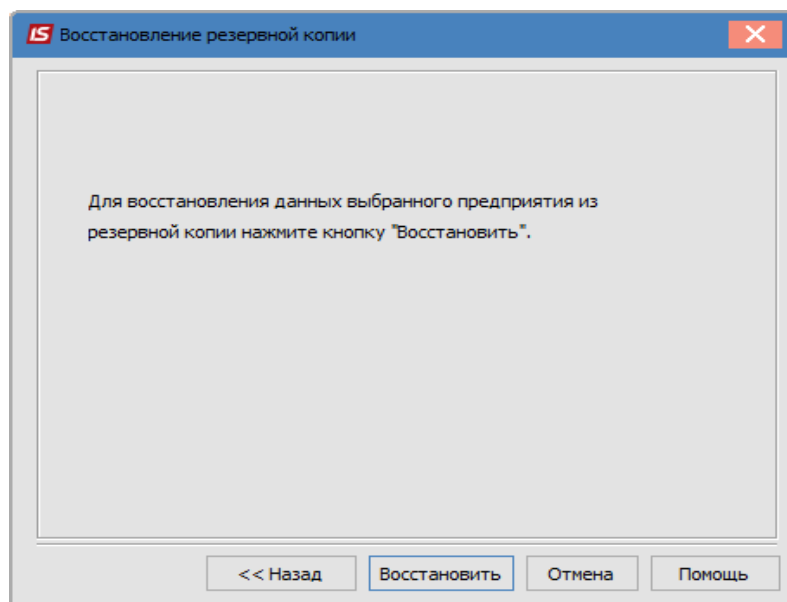 IS Восстановление резервной копии
Для восстановления данных выбранного предприятия из
резервной копии нажмите кнопку "Восстановить".
<< Назад Восстановить Отмена Помощь